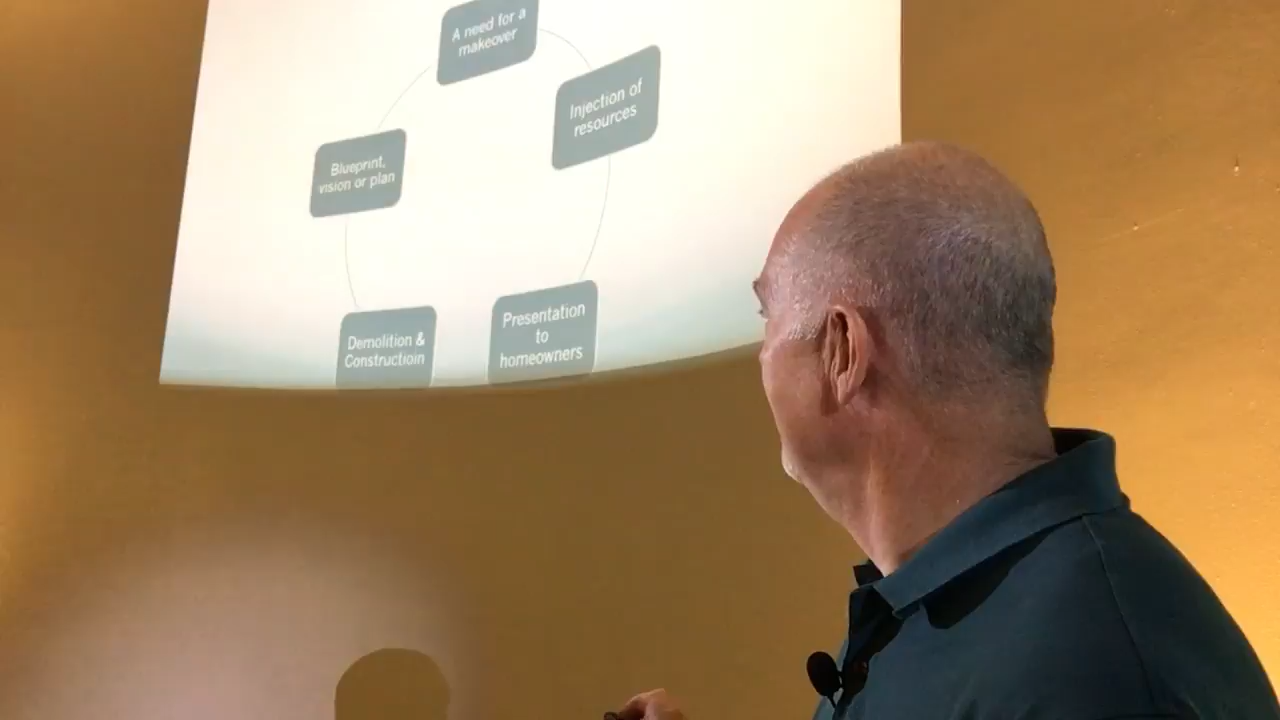 A need for a
makeover
Injection of
resources
Blueprint,
vision or plan
Presentation
to
homeowners
Demolition &
Constructioin